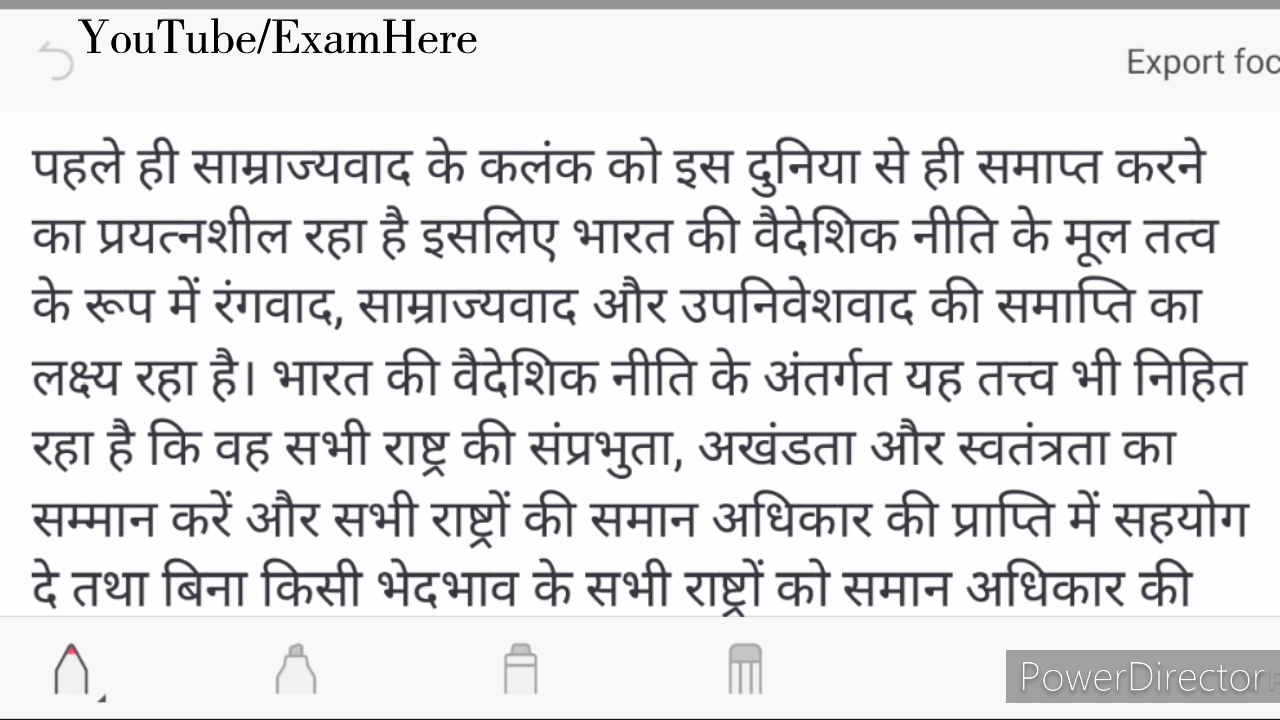 YouTube/ExamHere
Export foc
पहले ही साम्राज्यवाद के कलंक को इस दुनिया से ही समाप्त करने
का प्रयत्नशील रहा है इसलिए भारत की वैदेशिक नीति के मूल तत्व
के रूप में रंगवाद, साम्राज्यवाद और उपनिवेशवाद की समाप्ति का
लक्ष्य रहा है। भारत की वैदेशिक नीति के अंतर्गत यह तत्त्व भी निहित
रहा है कि वह सभी राष्ट्र की संप्रभुता, अखंडता और स्वतंत्रता का
सम्मान करें और सभी राष्ट्रों की समान अधिकार की प्राप्ति में सहयोग
दे तथा बिना किसी भेदभाव के सभी राष्ट्रों को समान अधिकार की
PowerDirector